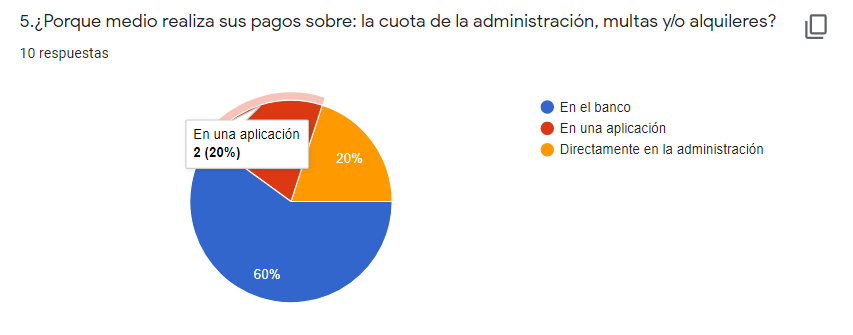 5.¿Porque medio realiza sus pagos sobre: la cuota de la administración, multas y/o alquileres?
10 respuestas
En el banco
En una aplicación
Directamente en la administración
En una aplicación
2 (20%)
20%
60%